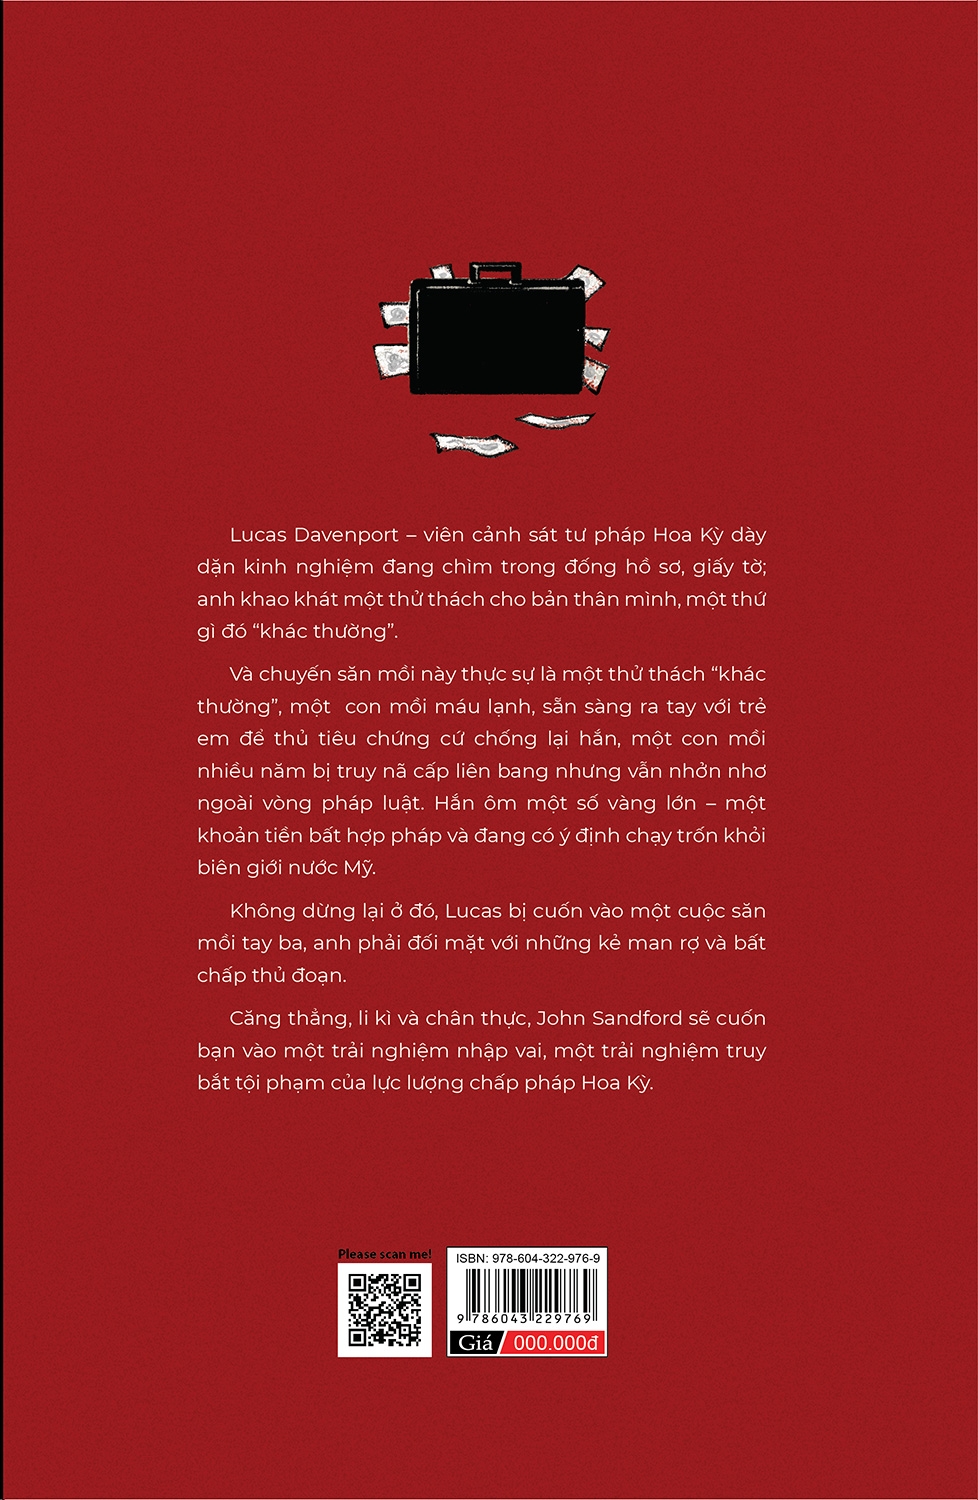 Lucas Davenport – viên cảnh sát tư pháp Hoa Kỳ dày
dặn kinh nghiệm đang chìm trong đống hồ sơ, giấy tờ;
anh khao khát một thử thách cho bản thân mình, một thứ
gì đó “khác thường”.
Và chuyến săn mồi này thực sự là một thử thách “khác
thường”, một con mồi máu lạnh, sẵn sàng ra tay với trẻ
em để thủ tiêu chứng cứ chống lại hắn, một con mồi
nhiều năm bị truy nã cấp liên bang nhưng vẫn nhởn nhơ
ngoài vòng pháp luật. Hắn ôm một số vàng lớn – một
khoản tiền bất hợp pháp và đang có ý định chạy trốn khỏi
biên giới nước Mỹ.
Không dừng lại ở đó, Lucas bị cuốn vào một cuộc săn
mồi tay ba, anh phải đối mặt với những kẻ man rợ và bất
chấp thủ đoạn.
Căng thẳng, li kì và chân thực, John Sandford sẽ cuốn
bạn vào một trải nghiệm nhập vai, một trải nghiệm truy
bắt tội phạm của lực lượng chấp pháp Hoa Kỳ.
Please scan me!
ISBN: 978-604-322-976-9
9 786043 229769
Giá 000.000đ